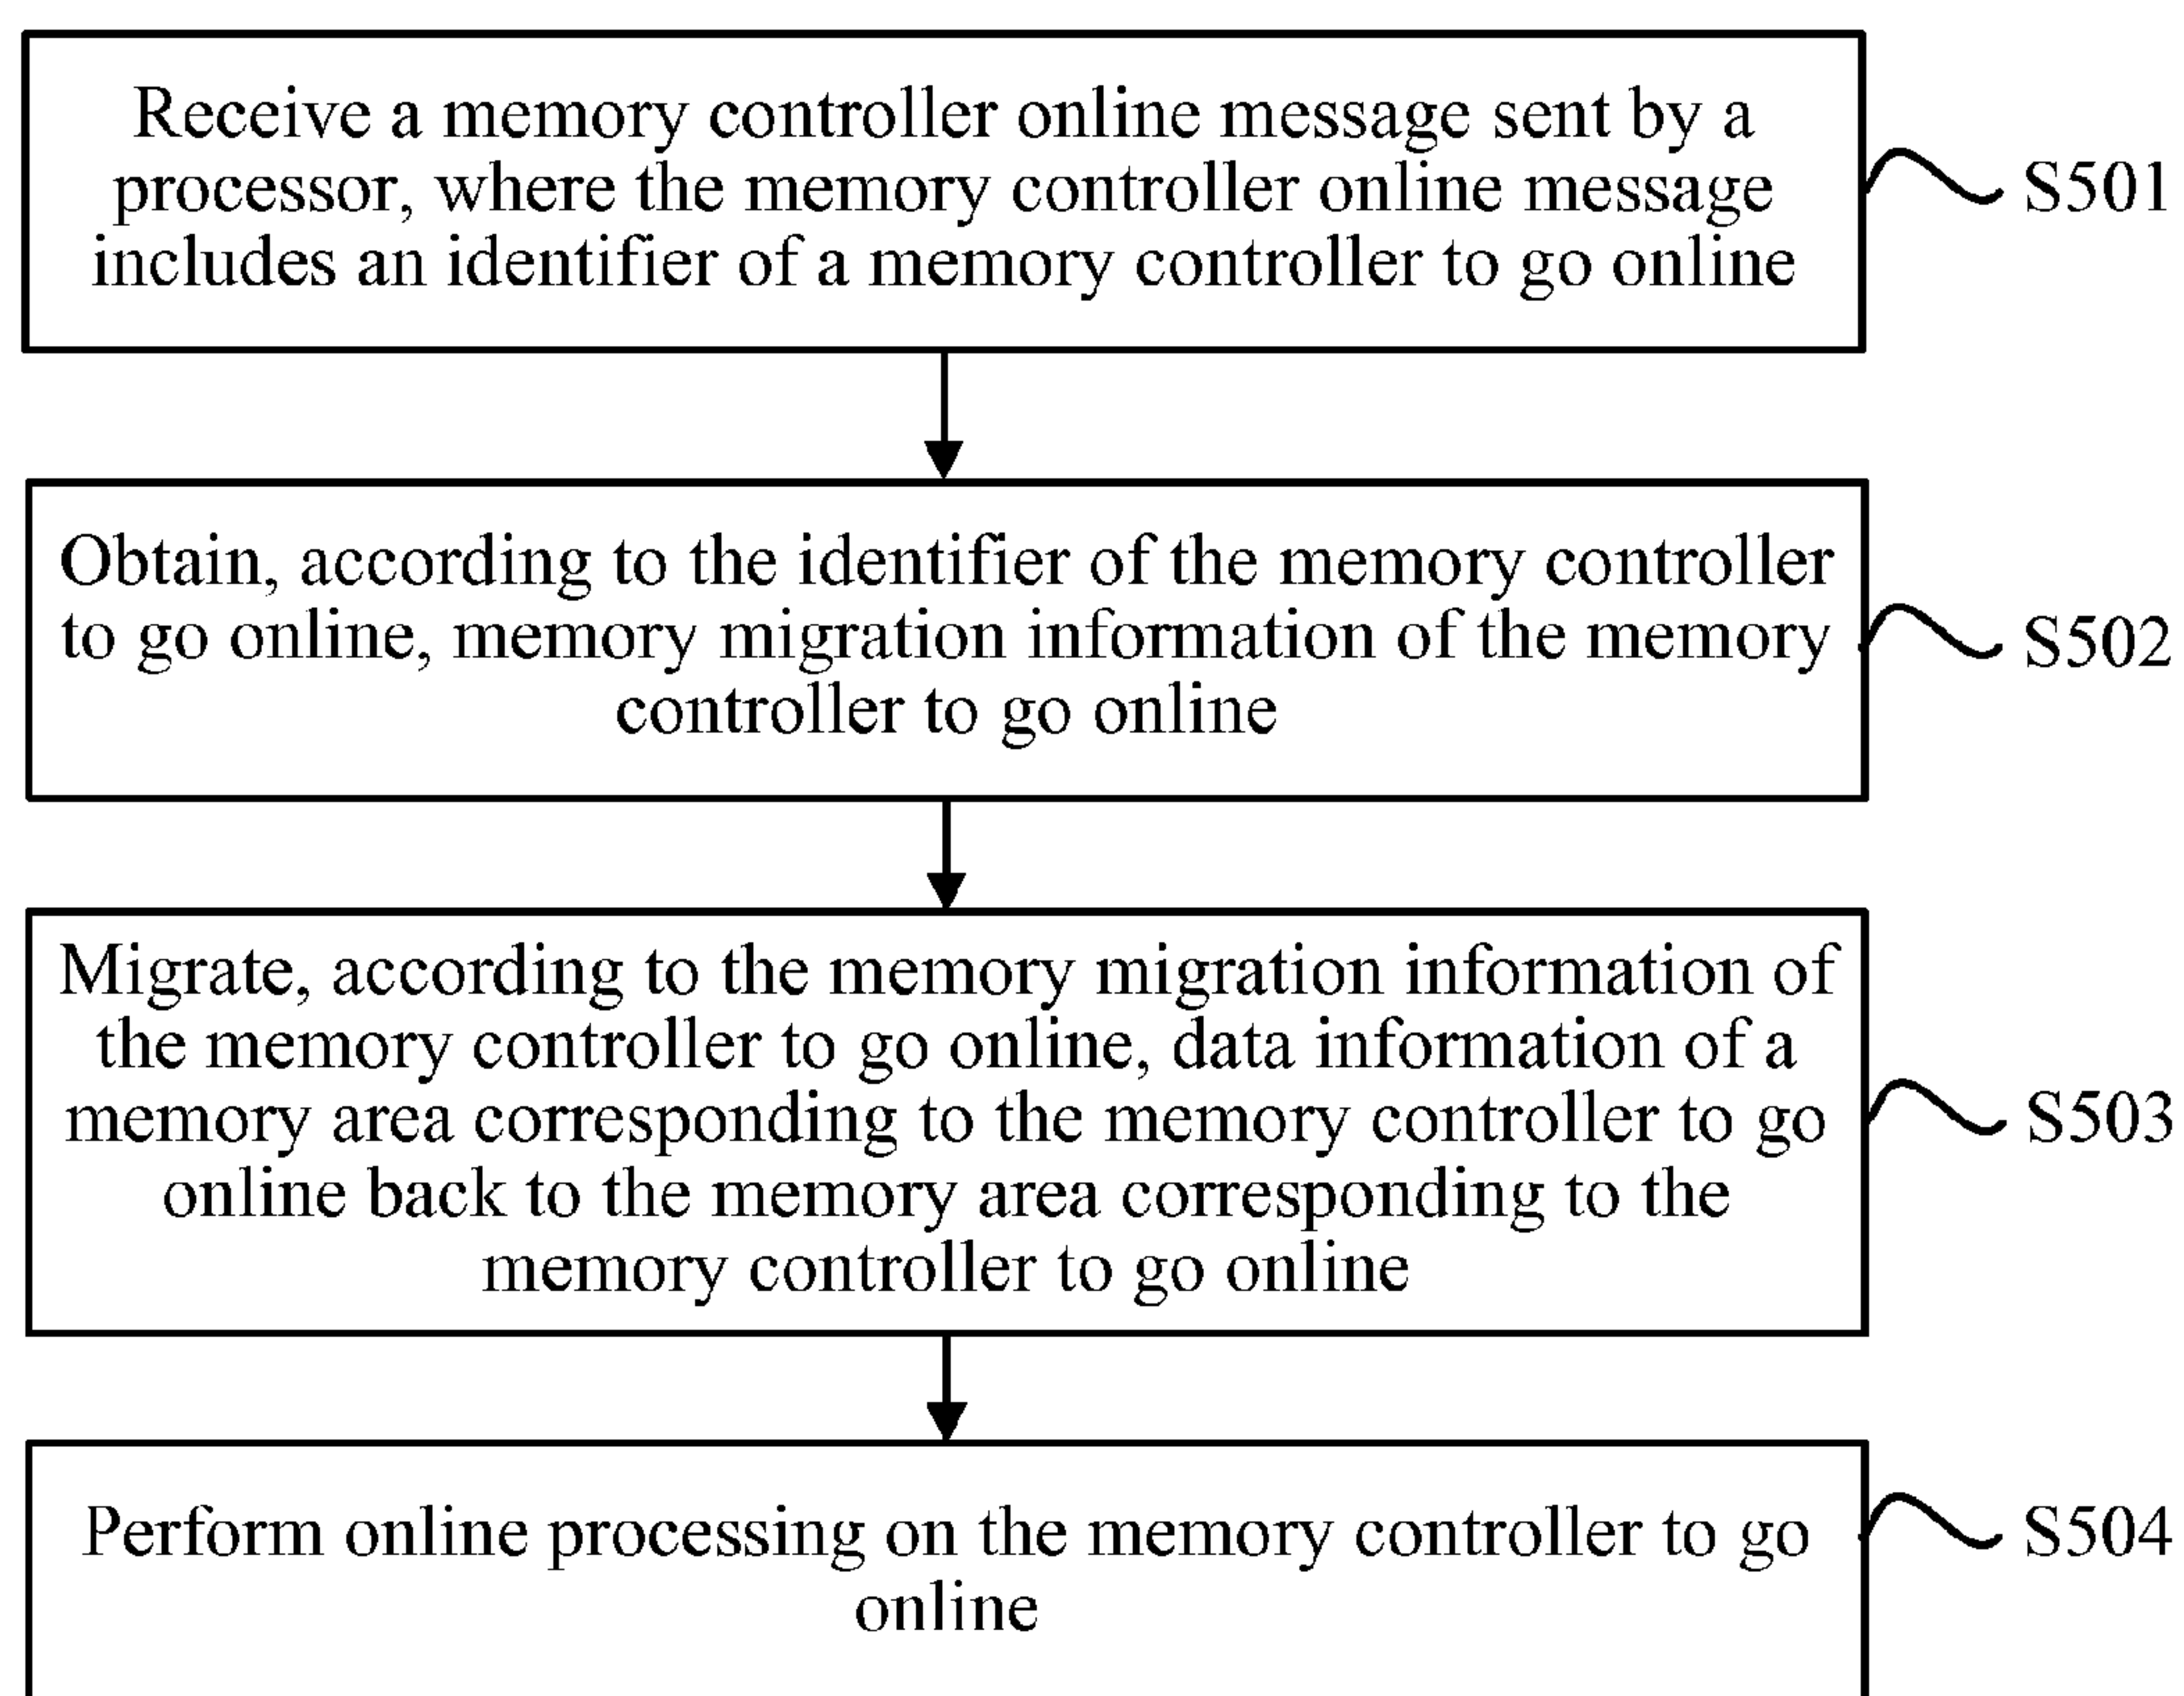 Receive a memory controller online message sent by a
processor, where the memory controller online message
includes an identifier of a memory controller to go online
S501
Obtain, according to the identifier of the memory controller
to go online, memory migration information of the memory
controller to go online
S502
Migrate, according to the memory migration information of
the memory controller to go online, data information of a
memory area corresponding to the memory controller to go
online back to the memory area corresponding to the
memory controller to go online
S503
Perform online processing on the memory controller to go
online
S504